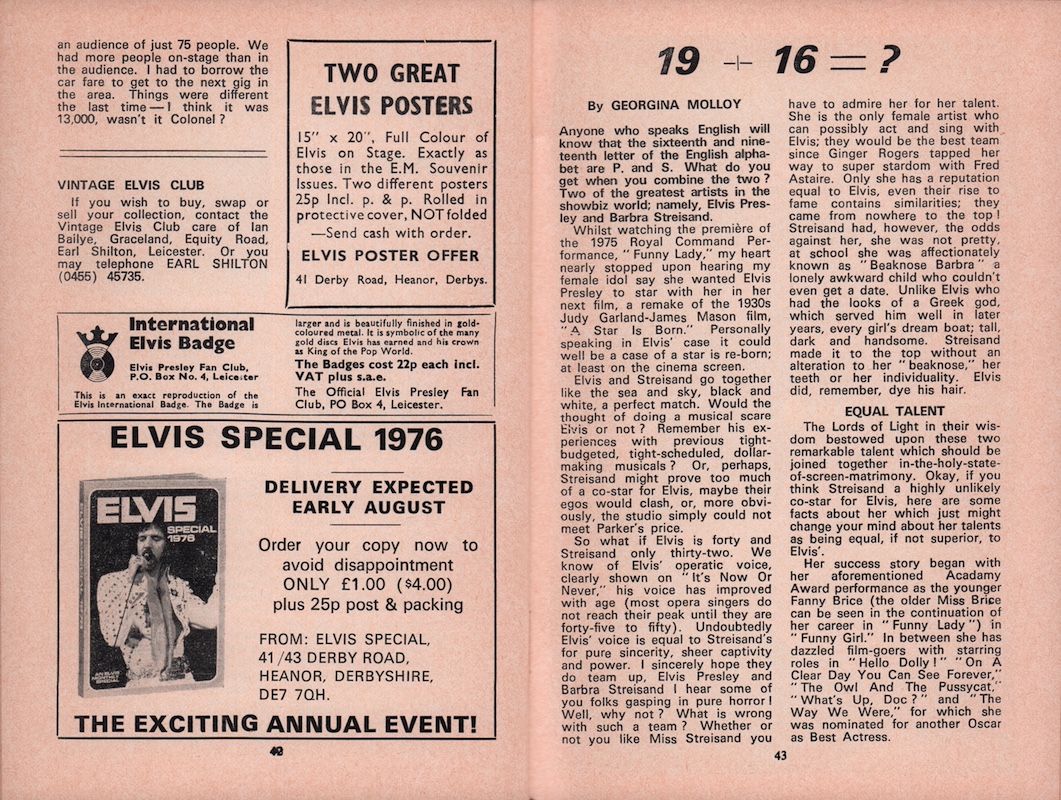 an audience of just 75 people. We
had more people on-stage than in
the audience. I had to borrow the
car fare to get to the next gig in
the area. Things were different
the last time — I think it was
13,000, wasn't it Colonel ?
VINTAGE ELVIS CLUB
If you wish to buy, swap or
sell your collection, contact the
Vintage Elvis Club care of Ian
Bailye, Graceland, Equity Road,
Earl Shilton, Leicester. Or you
may telephone EARL SHILTON
(0455) 45735.
TWO GREAT
ELVIS POSTERS
15" x 20", Full Colour of
Elvis on Stage. Exactly as
those in the E.M. Souvenir
Issues. Two different posters
25p Incl. p. & p. Rolled in
protective cover, NOT folded
—Send cash with order.
ELVIS POSTER OFFER
41 Derby Road, Heanor, Derbys.
International
Elvis Badge
Elvis Presley Fan Club,
P.O. Box No. 4, Leicester
This is an exact reproduction of the
Elvis International Badge. The Badge is
larger and is beautifully finished in gold-
coloured metal. It is symbolic of the many
gold discs Elvis has earned and his crown
as King of the Pop World.
The Badges cost 22p each incl.
VAT plus s.a.e.
The Official Elvis Presley Fan
Club, PO Box 4, Leicester.
ELVIS SPECIAL 1976
ELVIS
SPECIAL
1976
AN ELVIS
MONTHLY
SPECIAL
DELIVERY EXPECTED
EARLY AUGUST
Order your copy now to
avoid disappointment
ONLY £1.00 ($4.00)
plus 25p post & packing
FROM: ELVIS SPECIAL,
41/43 DERBY ROAD,
HEANOR, DERBYSHIRE,
DE7 7QH.
THE EXCITING ANNUAL EVENT!
42
19 + 16 = ?
By GEORGINA MOLLOY
Anyone who speaks English will
know that the sixteenth and nine-
teenth letter of the English alpha-
bet are P. and S. What do you
get when you combine the two ?
Two of the greatest artists in the
showbiz world; namely, Elvis Pres-
ley and Barbra Streisand.
Whilst watching the première of
the 1975 Royal Command Per-
formance, "Funny Lady," my heart
nearly stopped upon hearing my
female idol say she wanted Elvis
Presley to star with her in her
next film, a remake of the 1930s
Judy Garland-James Mason film,
"A Star Is Born." Personally
speaking in Elvis' case it could
well be a case of a star is re-born;
at least on the cinema screen.
Elvis and Streisand go together
like the sea and sky, black and
white, a perfect match. Would the
thought of doing a musical scare
Elvis or not ? Remember his ex-
periences with previous tight-
budgeted, tight-scheduled, dollar-
making musicals ? Or, perhaps,
Streisand might prove too much
of a co-star for Elvis, maybe their
egos would clash, or, more obvi-
ously, the studio simply could not
meet Parker's price.
So what if Elvis is forty and
Streisand only thirty-two. We
know of Elvis' operatic voice,
clearly shown on "It's Now Or
Never," his voice has improved
with age (most opera singers do
not reach their peak until they are
forty-five to fifty). Undoubtedly
Elvis' voice is equal to Streisand's
for pure sincerity, sheer captivity
and power. I sincerely hope they
do team up, Elvis Presley and
Barbra Streisand I hear some of
you folks gasping in pure horror !
Well, why not ? What is wrong
with such a team ? Whether or
not you like Miss Streisand you
have to admire her for her talent.
She is the only female artist who
can possibly act and sing with
Elvis; they would be the best team
since Ginger Rogers tapped her
way to super stardom with Fred
Astaire. Only she has a reputation
equal to Elvis, even their rise to
fame contains similarities; they
came from nowhere to the top !
Streisand had, however, the odds
against her, she was not pretty,
at school she was affectionately
known as "Beaknose Barbra" a
lonely awkward child who couldn't
even get a date. Unlike Elvis who
had the looks of a Greek god,
which served him well in later
years, every girl's dream boat; tall,
dark and handsome. Streisand
made it to the top without an
alteration to her "beaknose," her
teeth or her individuality. Elvis
did, remember, dye his hair.
EQUAL TALENT
The Lords of Light in their wis-
dom bestowed upon these two
remarkable talent which should be
joined together in-the-holy-state-
of-screen-matrimony. Okay, if you
think Streisand a highly unlikely
co-star for Elvis, here are some
facts about her which just might
change your mind about her talents
as being equal, if not superior, to
Elvis'.
Her success story began with
her aforementioned Acadamy
Award performance as the younger
Fanny Brice (the older Miss Brice
can be seen in the continuation of
her career in "Funny Lady") in
"Funny Girl." In between she has
dazzled film-goers with starring
roles in "Hello Dolly !" "On A
Clear Day You Can See Forever,"
"The Owl And The Pussycat,"
"What's Up, Doc ?" and "The
Way We Were," for which she
was nominated for another Oscar
as Best Actress.
43